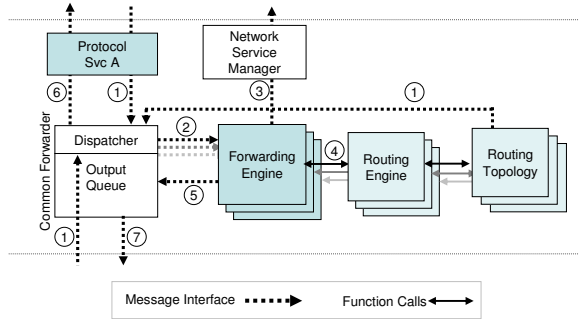 Protocol
Svc A
Network
Service
Manager
6
1
3
1
Common Forwarder
Dispatcher
2
Output
Queue
Forwarding
Engine
4
Routing
Engine
Routing
Topology
5
1
7
Message Interface
Function Calls